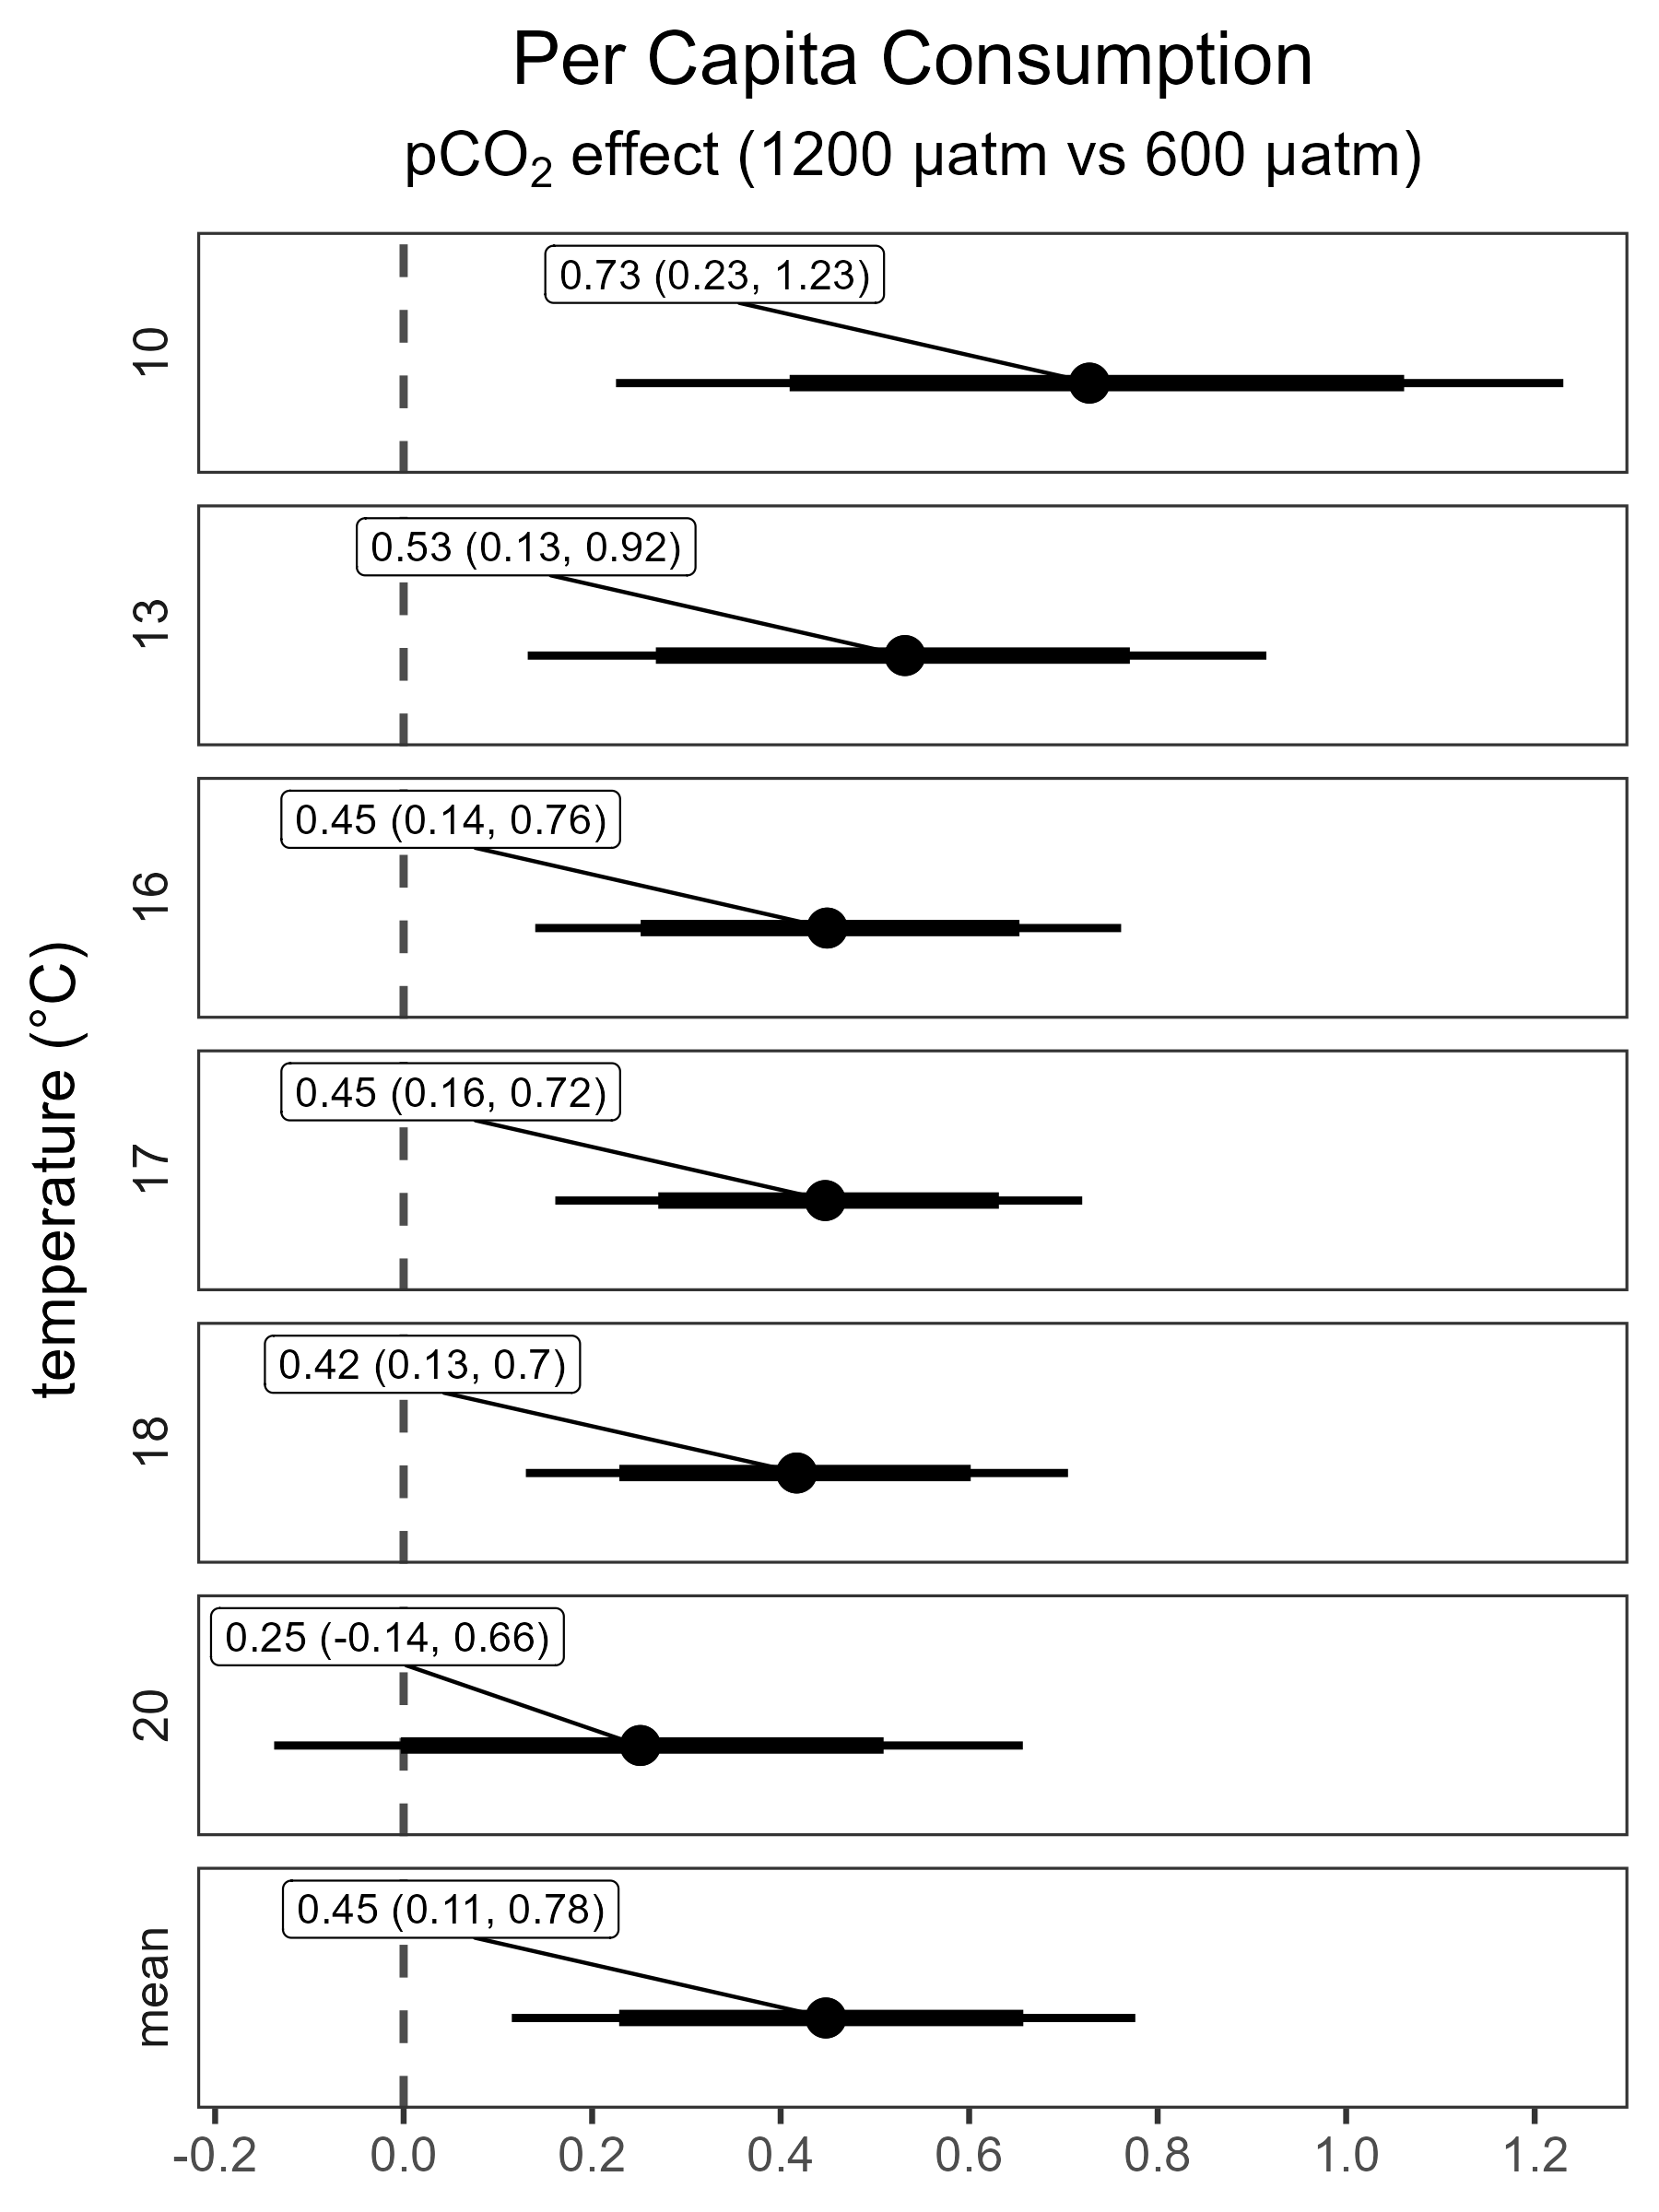 Per Capita Consumption
pCO₂ effect (1200 µatm vs 600 µatm)
temperature (°C)
10
0.73 (0.23, 1.23)
13
0.53 (0.13, 0.92)
16
0.45 (0.14, 0.76)
17
0.45 (0.16, 0.72)
18
0.42 (0.13, 0.7)
20
0.25 (-0.14, 0.66)
mean
0.45 (0.11, 0.78)
-0.2 0.0 0.2 0.4 0.6 0.8 1.0 1.2